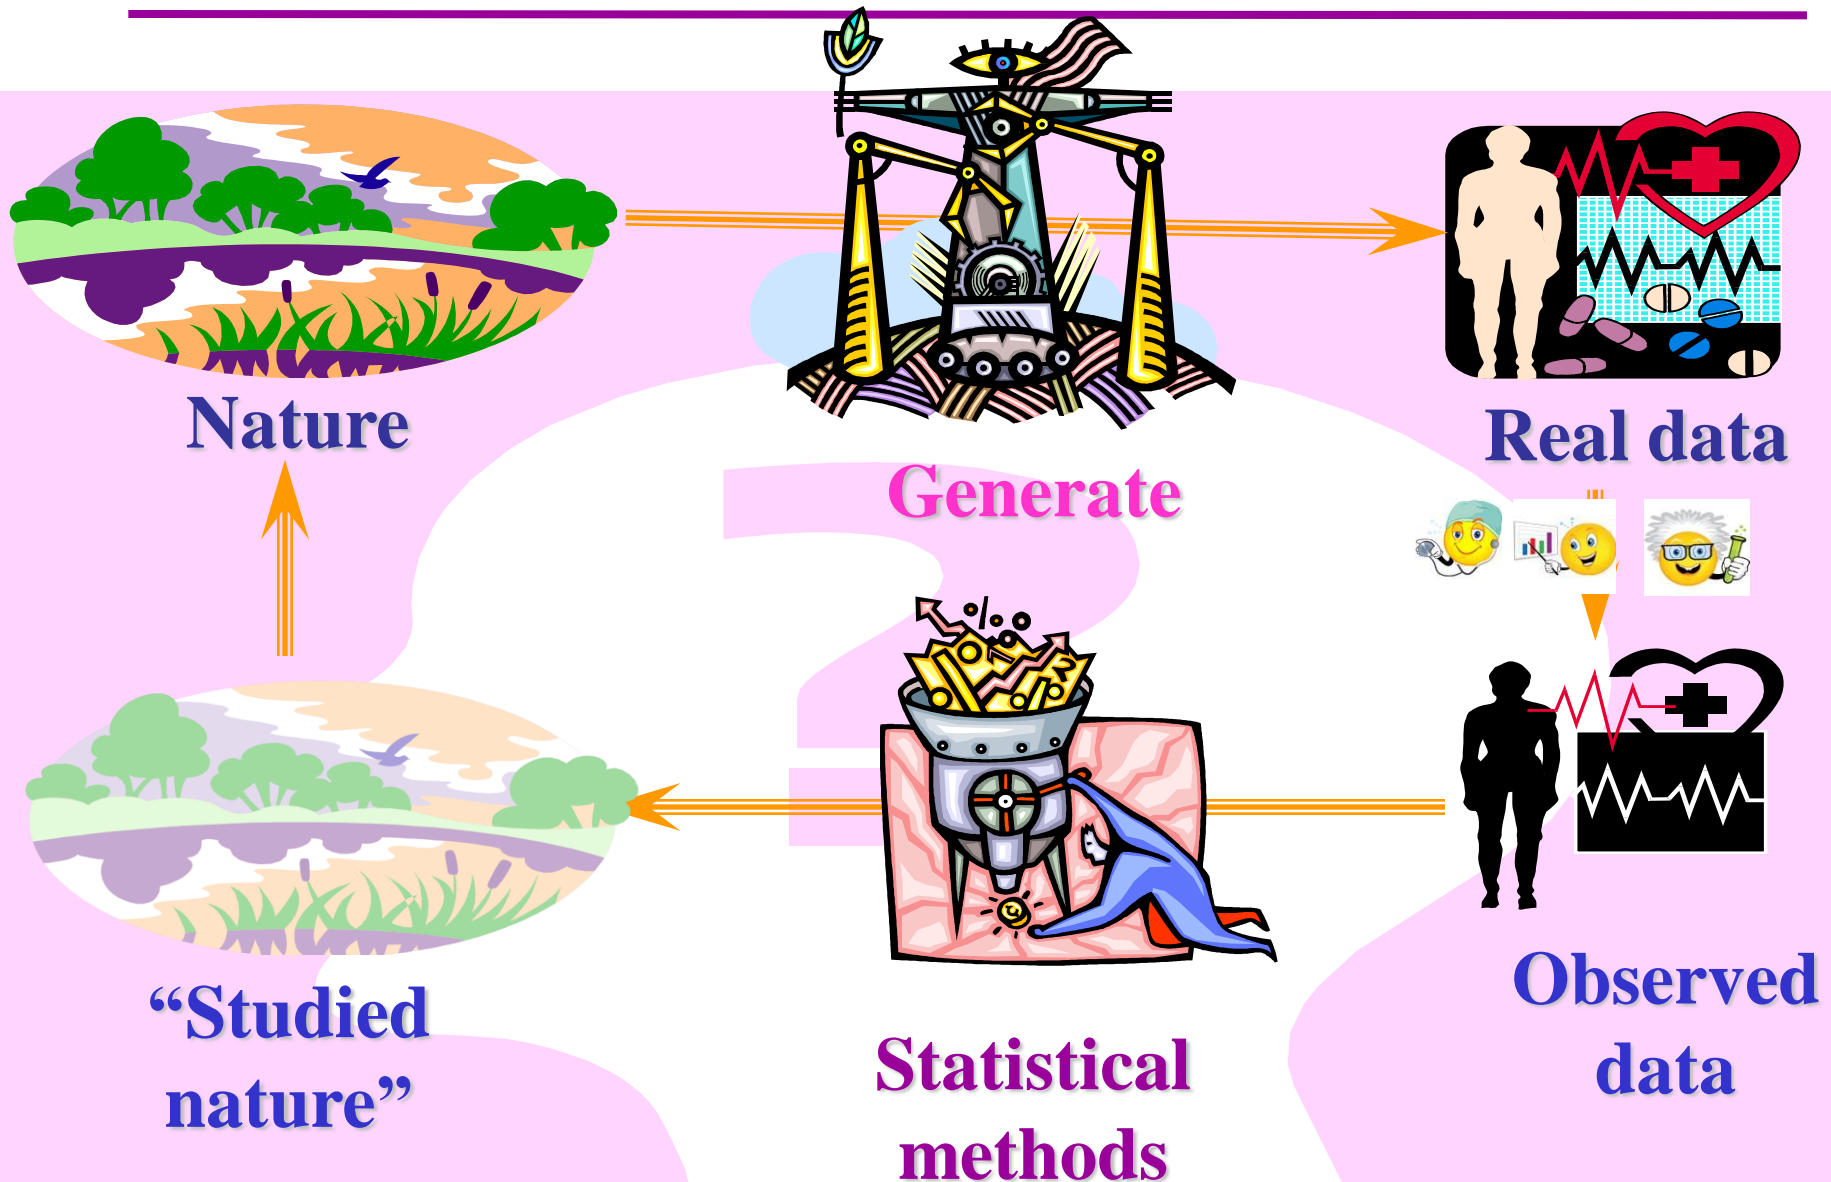 Nature
Generate
Real data
“Studied
nature”
Statistical
methods
Observed
data